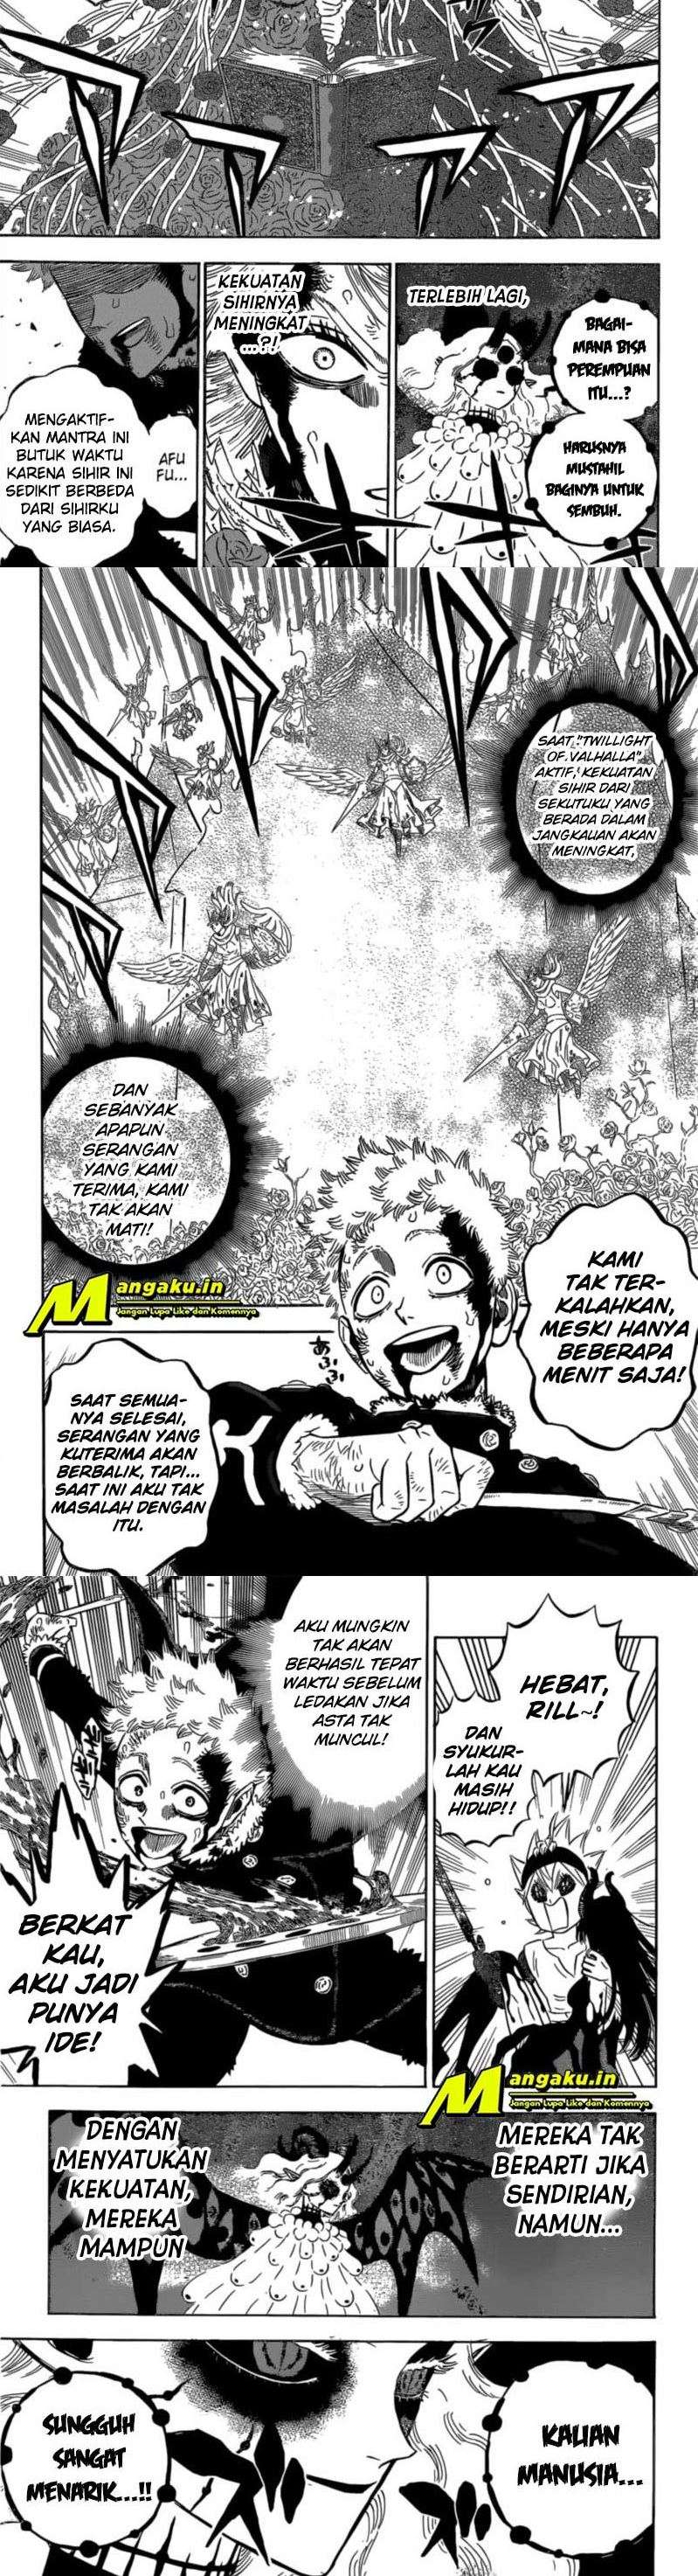 BAGAI-
MANA BISA
PEREMPUAN
ITU...?
HARUSNYA
MUSTAHIL
BAGINYA UNTUK
SEMBUH.
TERLEBIH LAGI,
KEKUATAN
SIHIRNYA
MENINGKAT
...?!
AFU
FU...
MENGAKTIF-
KAN MANTRA INI
BUTUK WAKTU
KARENA SIHIR INI
SEDIKIT BERBEDA
DARI SIHIRKU
YANG BIASA.
SAAT "TWILLIGHT
OF VALHALLA"
AKTIF, KEKUATAN
SIHIR DARI
SEKUTUKU YANG
BERADA DALAM
JANGKAUAN AKAN
MENINGKAT,
DAN
SEBANYAK
APAPUN
SERANGAN
YANG KAMI
TERIMA, KAMI
TAK AKAN
MATI!
KAMI
TAK TER-
KALAHKAN,
MESKI HANYA
BEBERAPA
MENIT SAJA!
Mangaku.in
Jangan Lupa Like dan Komennya
あふふ
SAAT SEMUA-
NYA SELESAI,
SERANGAN YANG
KUTERIMA AKAN
BERBALIK, TAPI...
SAAT INI AKU TAK
MASALAH DENGAN
ITU.
HEBAT,
RILL~!
DAN
SYUKUR-
LAH KAU
MASIH
HIDUP!!
AKU MUNGKIN
TAK AKAN
BERHASIL TEPAT
WAKTU SEBELUM
LEDAKAN JIKA
ASTA TAK
MUNCUL!
BERKAT
KAU,
AKU JADI
PUNYA
IDE!
Mangaku.in
Jangan Lupa Like dan Komennya
MEREKA TAK
BERARTI JIKA
SENDIRIAN,
NAMUN...
DENGAN
MENYATUKAN
KEKUATAN,
MEREKA
MAMPUN
KALIAN
MANUSIA...
SUNGGUH
SANGAT
MENARIK...!!